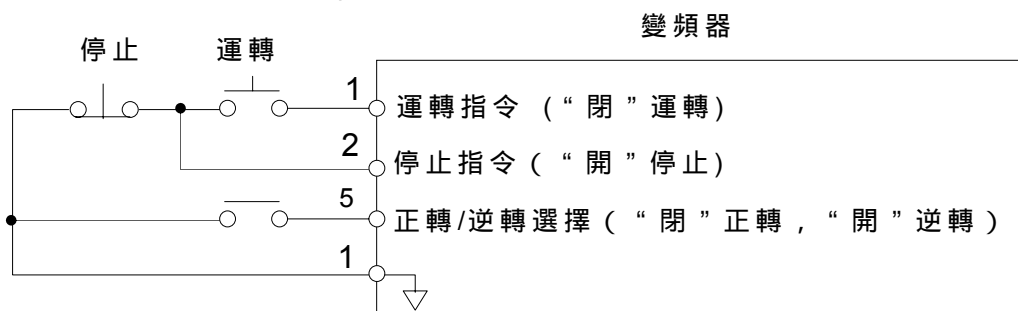 變頻器
停止 運轉
1 運轉指令 (“閉”運轉)
2 停止指令 (“開”停止)
5 正轉/逆轉選擇 (“閉”正轉,“開”逆轉)
1